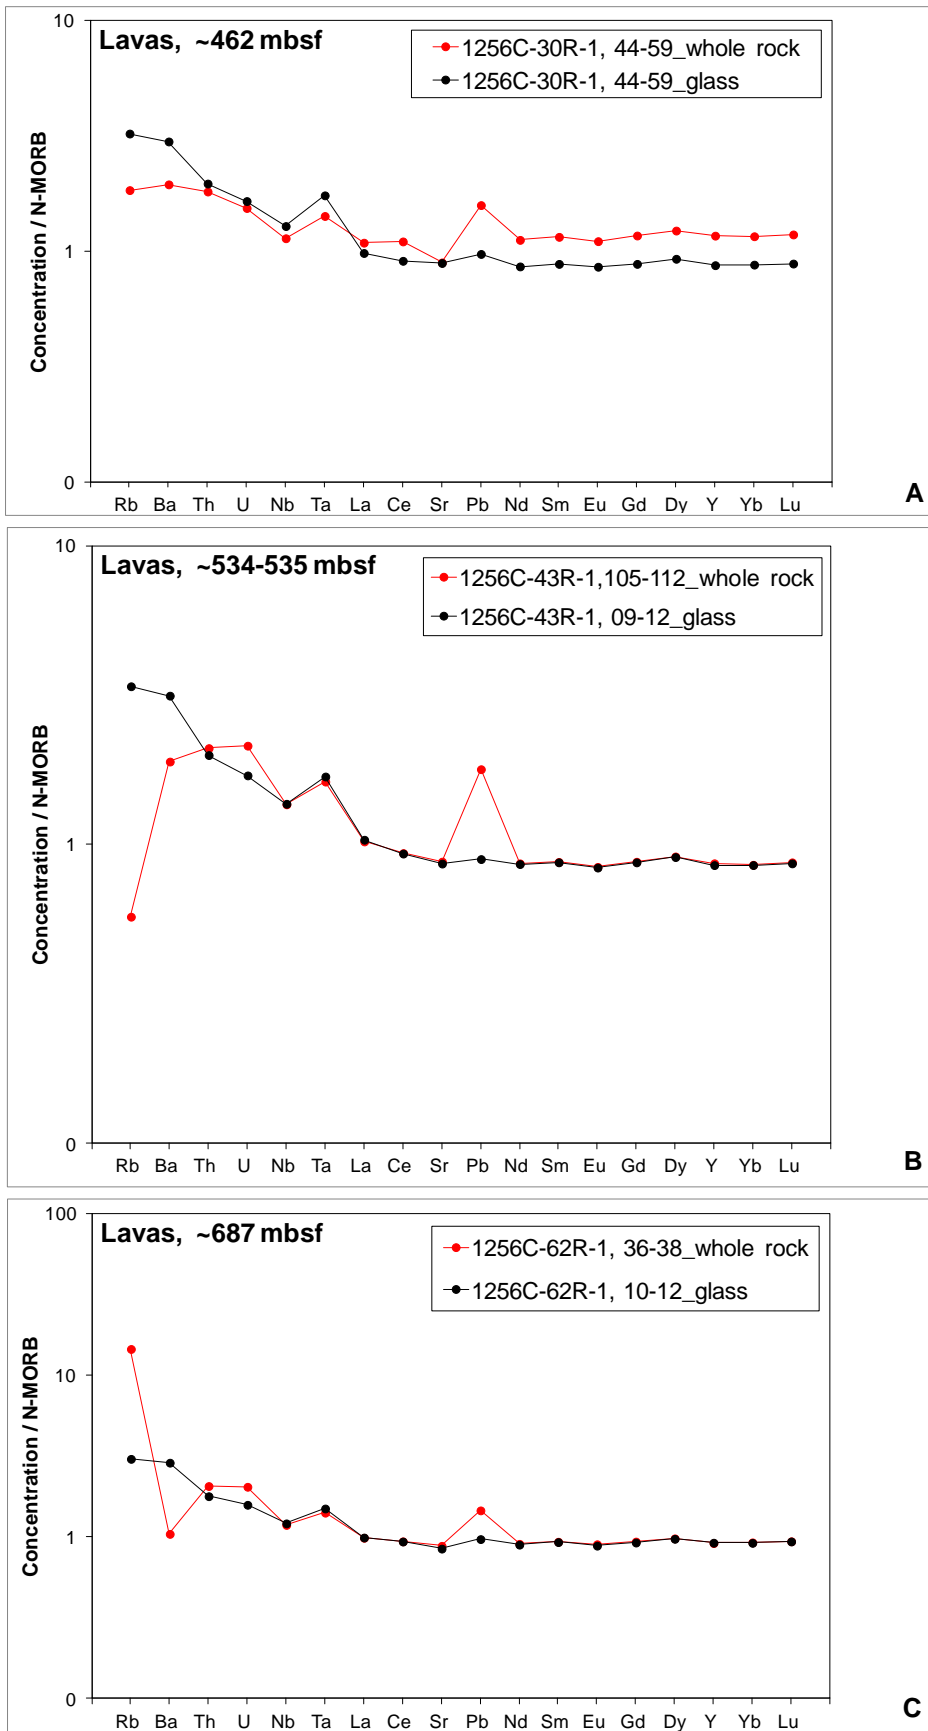 10
Lavas, ~462 mbsf
1256C-30R-1, 44-59_whole rock
1256C-30R-1, 44-59_glass
Concentration / N-MORB
1
0
Rb Ba Th U Nb Ta La Ce Sr Pb Nd Sm Eu Gd Dy Y Yb Lu
A
10
Lavas, ~534-535 mbsf
1256C-43R-1,105-112_whole rock
1256C-43R-1, 09-12_glass
Concentration / N-MORB
1
0
Rb Ba Th U Nb Ta La Ce Sr Pb Nd Sm Eu Gd Dy Y Yb Lu
B
100
Lavas, ~687 mbsf
1256C-62R-1, 36-38_whole rock
1256C-62R-1, 10-12_glass
Concentration / N-MORB
10
1
0
Rb Ba Th U Nb Ta La Ce Sr Pb Nd Sm Eu Gd Dy Y Yb Lu
C